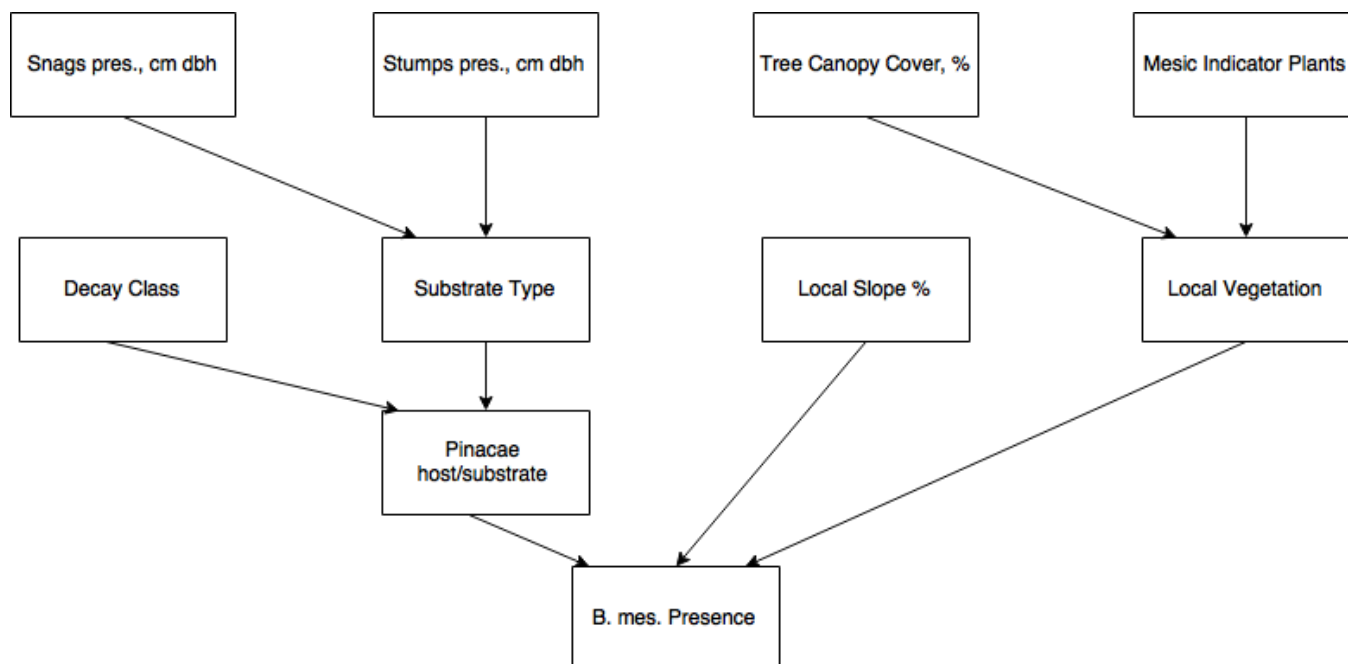 Snags pres., cm dbh
Stumps pres., cm dbh
Tree Canopy Cover, %
Mesic Indicator Plants
Decay Class
Substrate Type
Local Slope %
Local Vegetation
Pinacae
host/substrate
B. mes. Presence